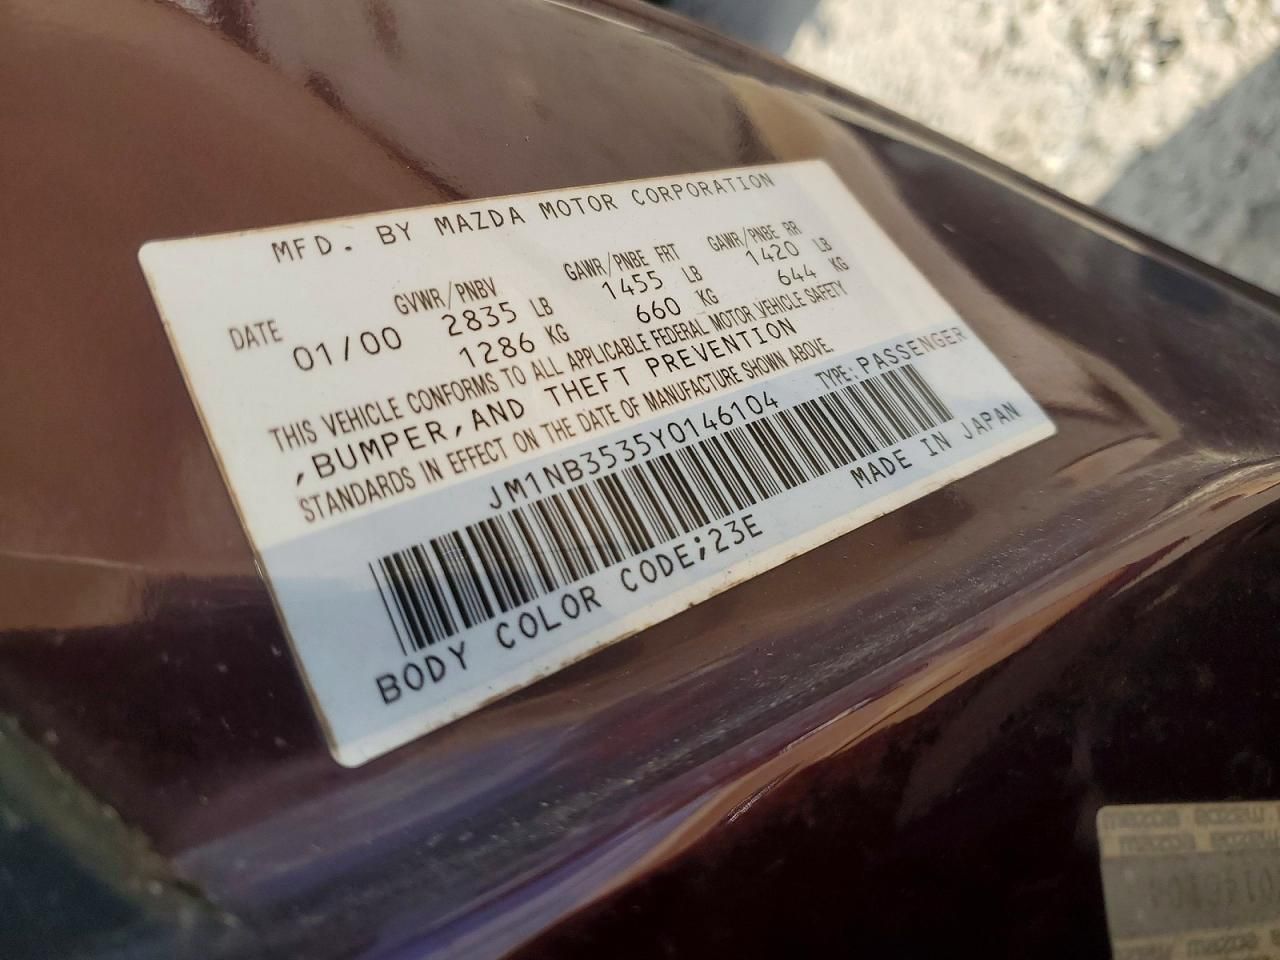 MFD. BY MAZDA MOTOR CORPORATION
DATE GVWR/PNBV GAWR/PNBE FRT GAWR/PNBE RR
01/00 2835 LB 1455 LB 1420 LB
1286 KG 660 KG 644 KG
THIS VEHICLE CONFORMS TO ALL APPLICABLE FEDERAL MOTOR VEHICLE SAFETY
,BUMPER,AND THEFT PREVENTION
STANDARDS IN EFFECT ON THE DATE OF MANUFACTURE SHOWN ABOVE
JM1NB3535Y0146104 TYPE:PASSENGER
BODY COLOR CODE;23E MADE IN JAPAN